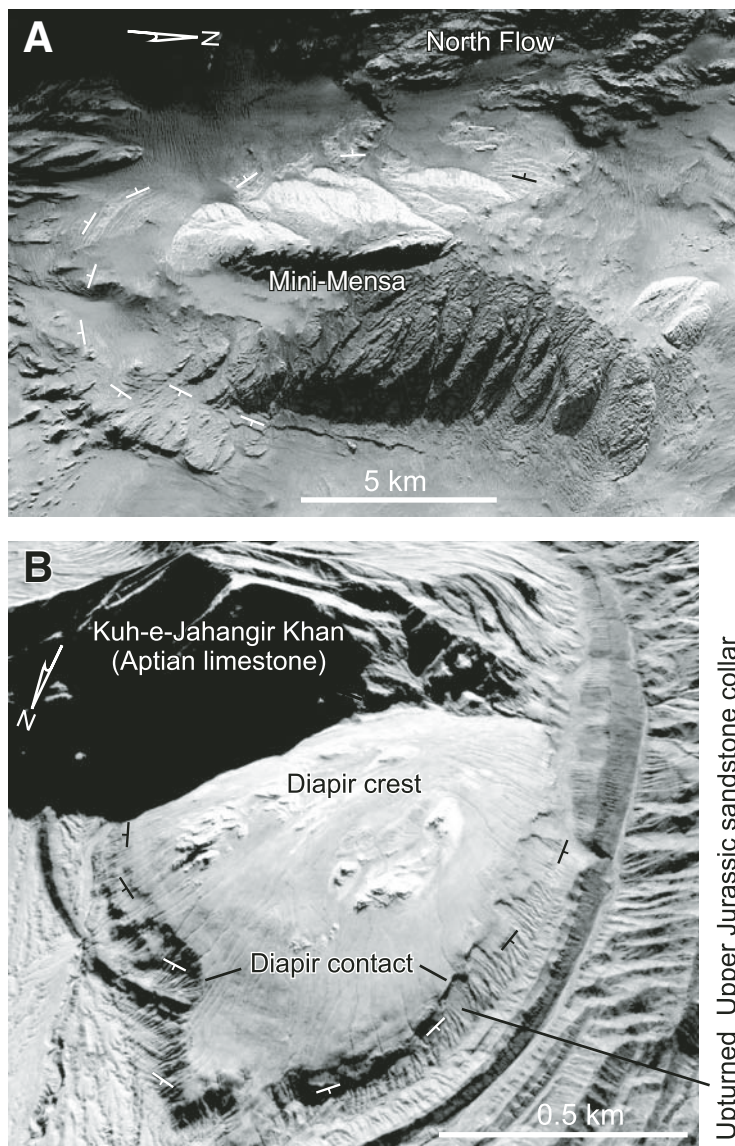 A
N
North Flow
Mini-Mensa
5 km
B
Kuh-e-Jahangir Khan
(Aptian limestone)
N
Diapir crest
Diapir contact
0.5 km
Upturned Upper Jurassic sandstone collar